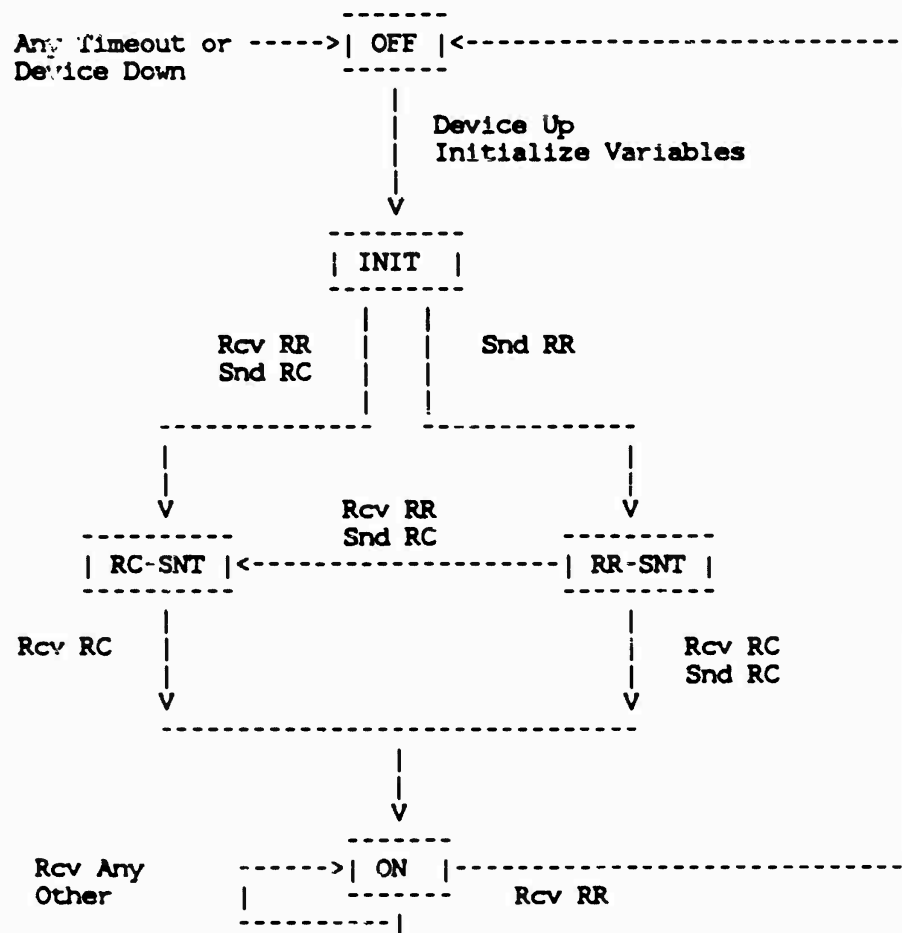 Any Timeout or
Device Down
OFF
Device Up
Initialize Variables
INIT
Rcv RR
Snd RC
Snd RR
Rcv RR
Snd RC
RC-SNT
RR-SNT
Rcv RC
Rcv RC
Snd RC
Rcv Any
Other
ON
Rcv RR